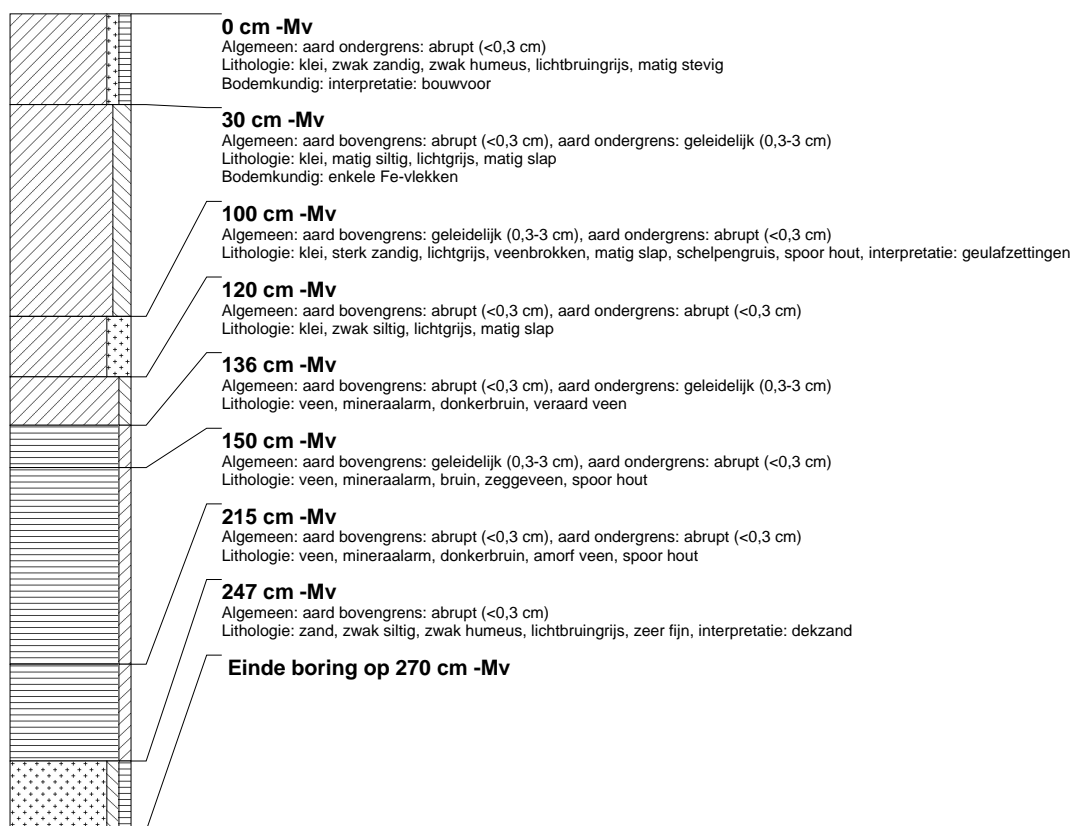 0 cm -Mv
Algemeen: aard ondergrens: abrupt (<0,3 cm)
Lithologie: klei, zwak zandig, zwak humeus, lichtbruingrijs, matig stevig
Bodemkundig: interpretatie: bouwvoor
30 cm -Mv
Algemeen: aard bovengrens: abrupt (<0,3 cm), aard ondergrens: geleidelijk (0,3-3 cm)
Lithologie: klei, matig siltig, lichtgrijs, matig slap
Bodemkundig: enkele Fe-vlekken
100 cm -Mv
Algemeen: aard bovengrens: geleidelijk (0,3-3 cm), aard ondergrens: abrupt (<0,3 cm)
Lithologie: klei, sterk zandig, lichtgrijs, veenbrokken, matig slap, schelpengruis, spoor hout, interpretatie: geulafzettingen
120 cm -Mv
Algemeen: aard bovengrens: abrupt (<0,3 cm), aard ondergrens: abrupt (<0,3 cm)
Lithologie: klei, zwak siltig, lichtgrijs, matig slap
136 cm -Mv
Algemeen: aard bovengrens: abrupt (<0,3 cm), aard ondergrens: geleidelijk (0,3-3 cm)
Lithologie: veen, mineraalarm, donkerbruin, veraard veen
150 cm -Mv
Algemeen: aard bovengrens: geleidelijk (0,3-3 cm), aard ondergrens: abrupt (<0,3 cm)
Lithologie: veen, mineraalarm, bruin, zeggeveen, spoor hout
215 cm -Mv
Algemeen: aard bovengrens: abrupt (<0,3 cm), aard ondergrens: abrupt (<0,3 cm)
Lithologie: veen, mineraalarm, donkerbruin, amorf veen, spoor hout
247 cm -Mv
Algemeen: aard bovengrens: abrupt (<0,3 cm)
Lithologie: zand, zwak siltig, zwak humeus, lichtbruingrijs, zeer fijn, interpretatie: dekzand
Einde boring op 270 cm -Mv